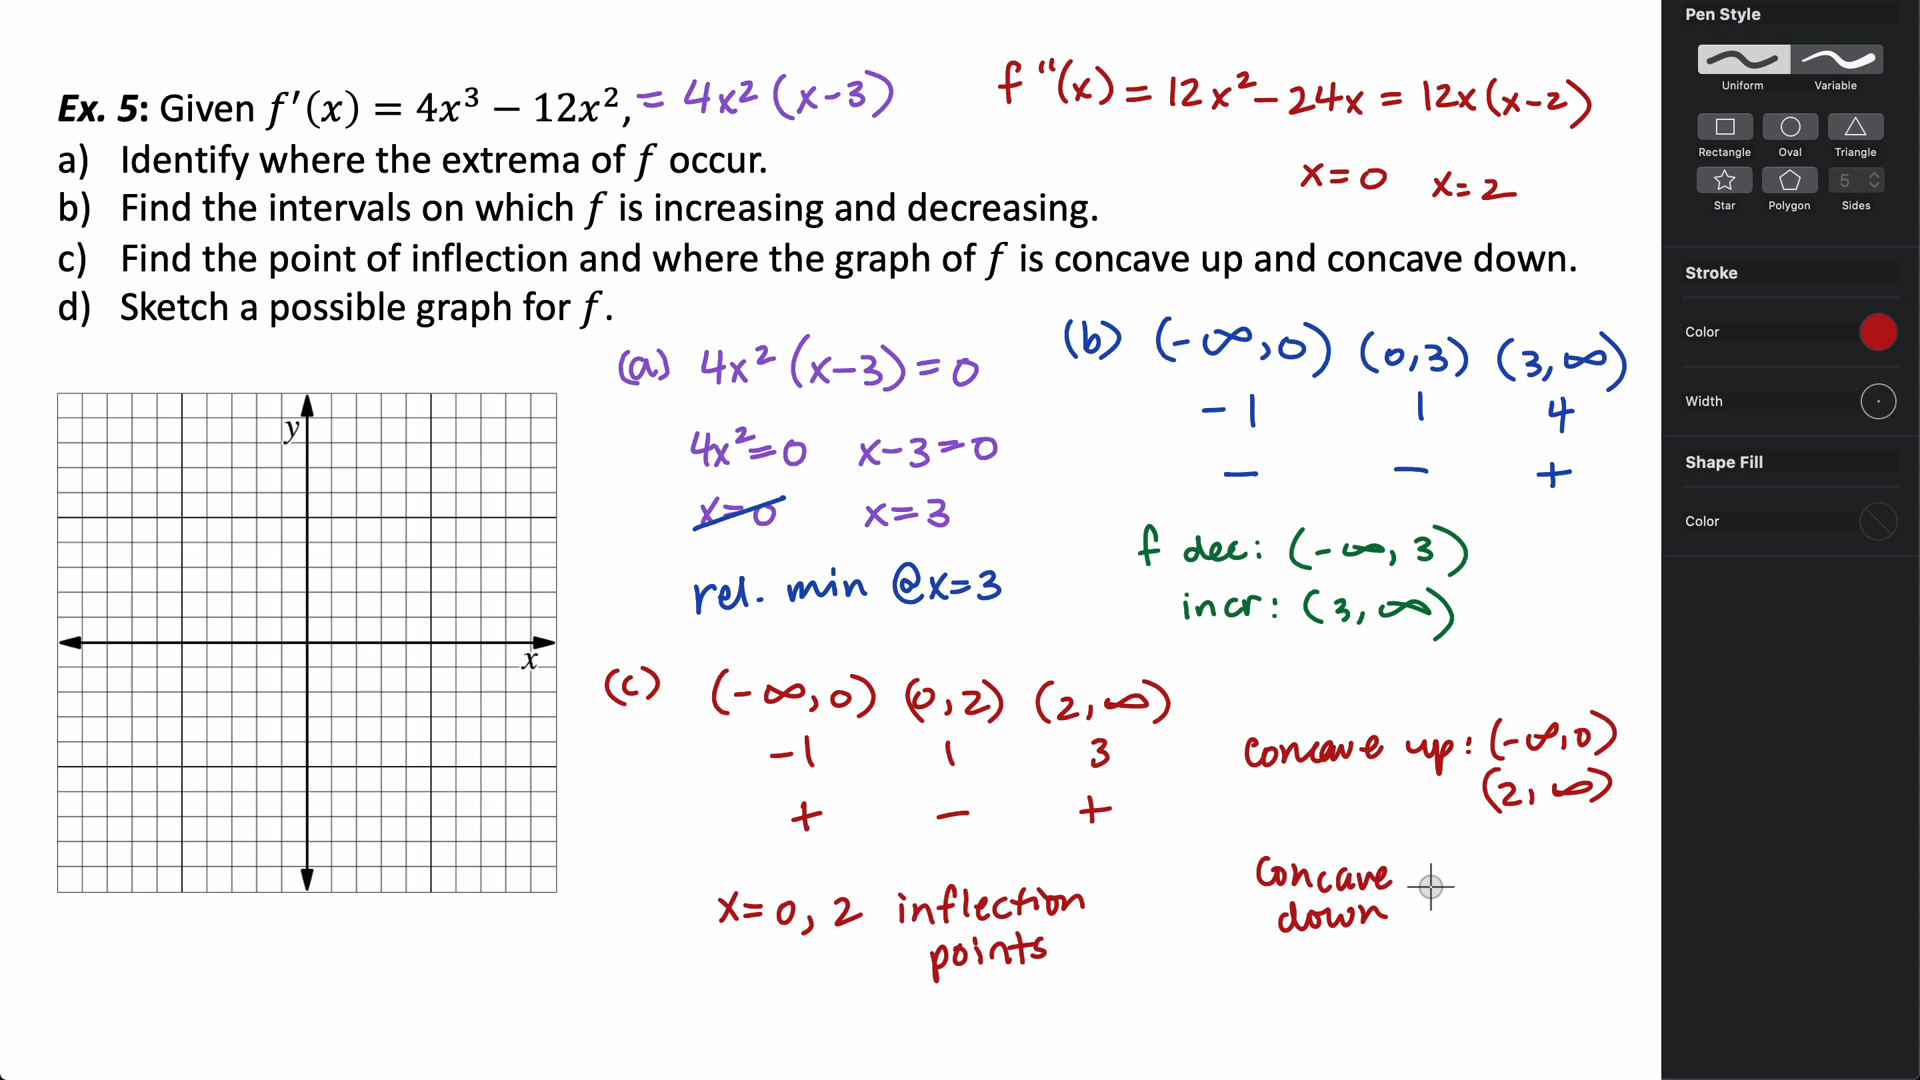 Ex. 5: Given f′(x) = 4x³ − 12x², = 4x² (x-3)
f "(x) = 12x² - 24x = 12x(x-2)
x=0 x=2
a) Identify where the extrema of f occur.
b) Find the intervals on which f is increasing and decreasing.
c) Find the point of inflection and where the graph of f is concave up and concave down.
d) Sketch a possible graph for f.
(a) 4x² (x-3) = 0
4x²=0 x-3=0
x=0 x=3
rel. min @x=3
(b) (-∞,0) (0,3) (3,∞)
-1 1 4
− − +
f dec: (-∞, 3)
incr: (3,∞)
(c) (-∞,0) (0,2) (2,∞)
-1 1 3
+ − +
x=0, 2 inflection
points
concave up: (-∞,0)
(2,∞)
Concave
down
y
x
Pen Style
Uniform Variable
Rectangle Oval Triangle
5
Star Polygon Sides
Stroke
Color
Width
Shape Fill
Color